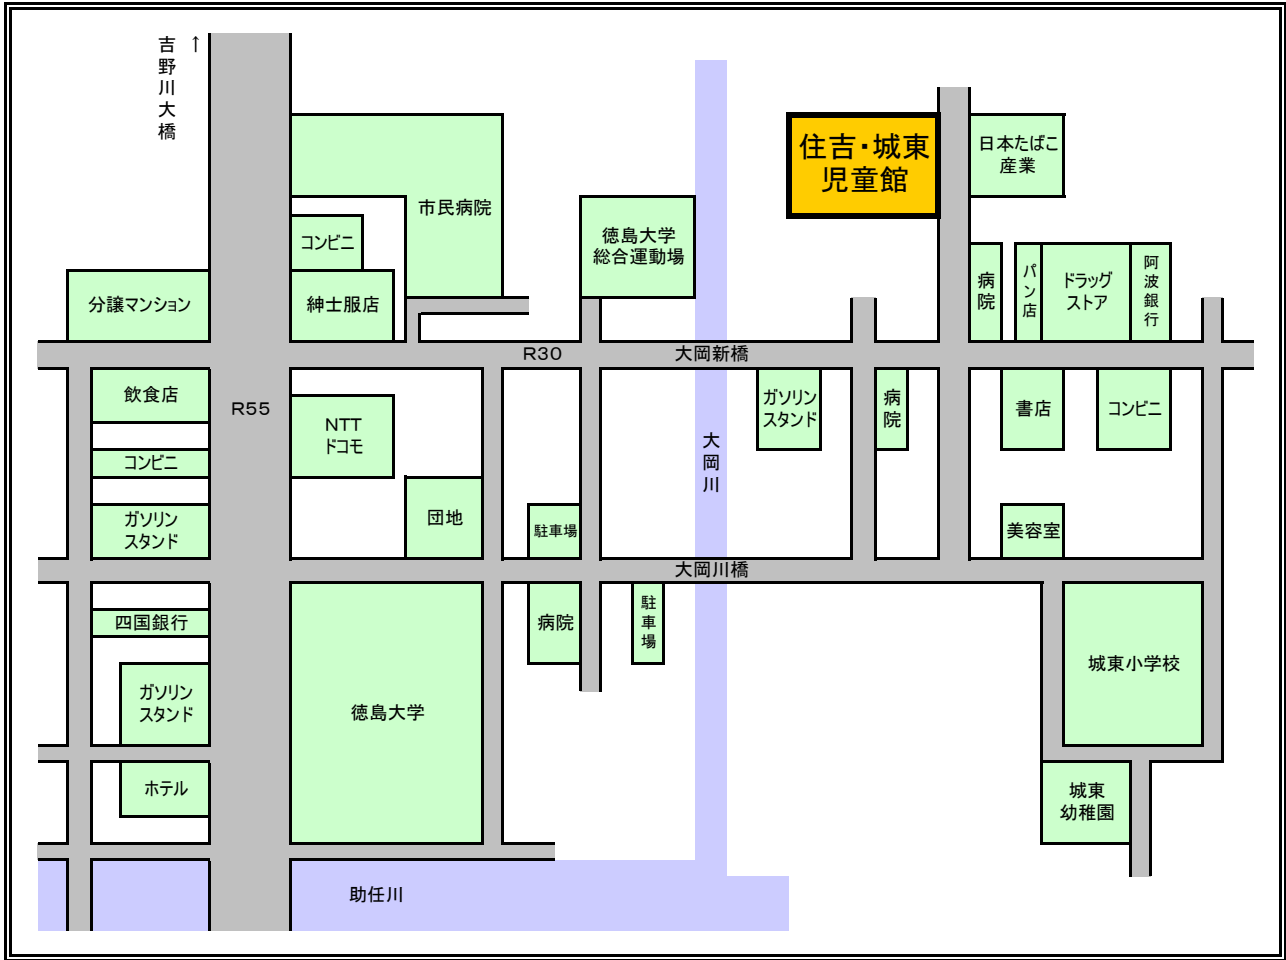 吉野川大橋
↑
住吉・城東
児童館
日本たばこ
産業
市民病院
コンビニ
徳島大学
総合運動場
分譲マンション
紳士服店
病院
パン店
ドラッグ
ストア
阿波銀行
R30
大岡新橋
飲食店
R55
NTT
ドコモ
ガソリン
スタンド
病院
書店
コンビニ
コンビニ
大岡川
ガソリン
スタンド
団地
駐車場
美容室
大岡川橋
四国銀行
病院
駐車場
城東小学校
ガソリン
スタンド
徳島大学
ホテル
城東
幼稚園
助任川